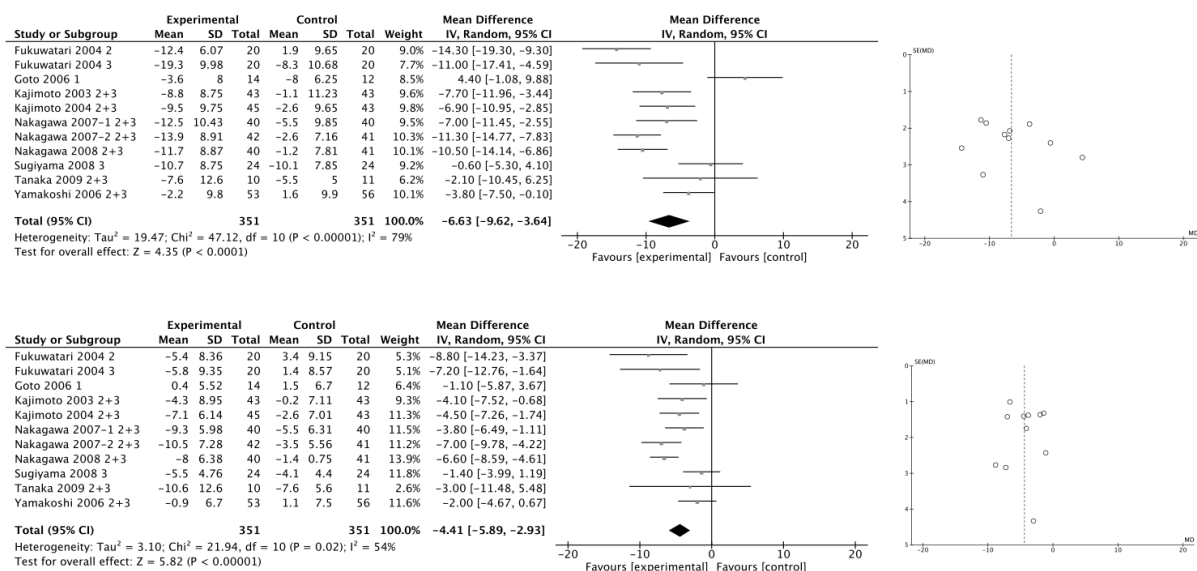 Experimental Control Mean Difference Mean Difference
Study or Subgroup Mean SD Total Mean SD Total Weight IV, Random, 95% CI IV, Random, 95% CI
Fukuwatari 2004 2 -12.4 6.07 20 1.9 9.65 20 9.0% -14.30 [-19.30, -9.30]
Fukuwatari 2004 3 -19.3 9.98 20 -8.3 10.68 20 7.7% -11.00 [-17.41, -4.59]
Goto 2006 1 -3.6 8 14 -8 6.25 12 8.5% 4.40 [-1.08, 9.88]
Kajimoto 2003 2+3 -8.8 8.75 43 -1.1 11.23 43 9.6% -7.70 [-11.96, -3.44]
Kajimoto 2004 2+3 -9.5 9.75 45 -2.6 9.65 43 9.8% -6.90 [-10.95, -2.85]
Nakagawa 2007-1 2+3 -12.5 10.43 40 -5.5 9.85 40 9.4% -7.00 [-11.45, -2.55]
Nakagawa 2007-2 2+3 -13.9 8.91 42 -2.6 7.16 41 10.3% -11.30 [-14.77, -7.83]
Nakagawa 2008 2+3 -11.7 8.87 40 -1.2 7.81 41 10.1% -10.50 [-14.14, -6.86]
Sugiyama 2008 3 -10.7 8.75 24 -10.1 7.85 24 9.2% -0.60 [-5.30, 4.10]
Tanaka 2009 2+3 -7.6 12.6 10 -5.5 5 11 6.2% -2.10 [-10.45, 6.25]
Yamakoshi 2006 2+3 -2.2 9.8 53 1.6 9.9 56 10.1% -3.80 [-7.50, -0.10]
Total (95% CI) 351 351 100.0% -6.63 [-9.62, -3.64]
Heterogeneity: Tau² = 19.47; Chi² = 47.12, df = 10 (P < 0.00001); I² = 79%
Test for overall effect: Z = 4.35 (P < 0.0001)
-20 -10 0 10 20
Favours [experimental] Favours [control]
SE(MD)
0
1
2
3
4
5
MD
-20 -10 0 10 20
Experimental Control Mean Difference Mean Difference
Study or Subgroup Mean SD Total Mean SD Total Weight IV, Random, 95% CI IV, Random, 95% CI
Fukuwatari 2004 2 -5.4 8.36 20 3.4 9.15 20 5.3% -8.80 [-14.23, -3.37]
Fukuwatari 2004 3 -5.8 9.35 20 1.4 8.57 20 5.1% -7.20 [-12.76, -1.64]
Goto 2006 1 0.4 5.52 14 1.5 6.7 12 6.4% -1.10 [-5.87, 3.67]
Kajimoto 2003 2+3 -4.3 8.95 43 -0.2 7.11 43 9.6% -4.10 [-7.52, -0.68]
Kajimoto 2004 2+3 -7.1 6.14 45 -2.6 7.01 43 11.3% -4.50 [-7.26, -1.74]
Nakagawa 2007-1 2+3 -9.3 5.98 40 -5.5 6.31 40 11.5% -3.80 [-6.49, -1.11]
Nakagawa 2007-2 2+3 -10.5 7.28 42 -3.5 5.56 41 11.2% -7.00 [-9.78, -4.22]
Nakagawa 2008 2+3 -8 6.38 40 -1.4 0.75 41 13.9% -6.60 [-8.59, -4.61]
Sugiyama 2008 3 -5.5 4.76 24 -4.1 4.4 24 11.8% -1.40 [-3.99, 1.19]
Tanaka 2009 2+3 -10.6 12.6 10 -7.6 5.6 11 2.6% -3.00 [-11.48, 5.48]
Yamakoshi 2006 2+3 -0.9 6.7 53 1.1 7.5 56 11.6% -2.00 [-4.67, 0.67]
Total (95% CI) 351 351 100.0% -4.41 [-5.89, -2.93]
Heterogeneity: Tau² = 3.10; Chi² = 21.94, df = 10 (P = 0.02); I² = 54%
Test for overall effect: Z = 5.82 (P < 0.00001)
-20 -10 0 10 20
Favours [experimental] Favours [control]
SE(MD)
0
1
2
3
4
5
MD
-20 -10 0 10 20